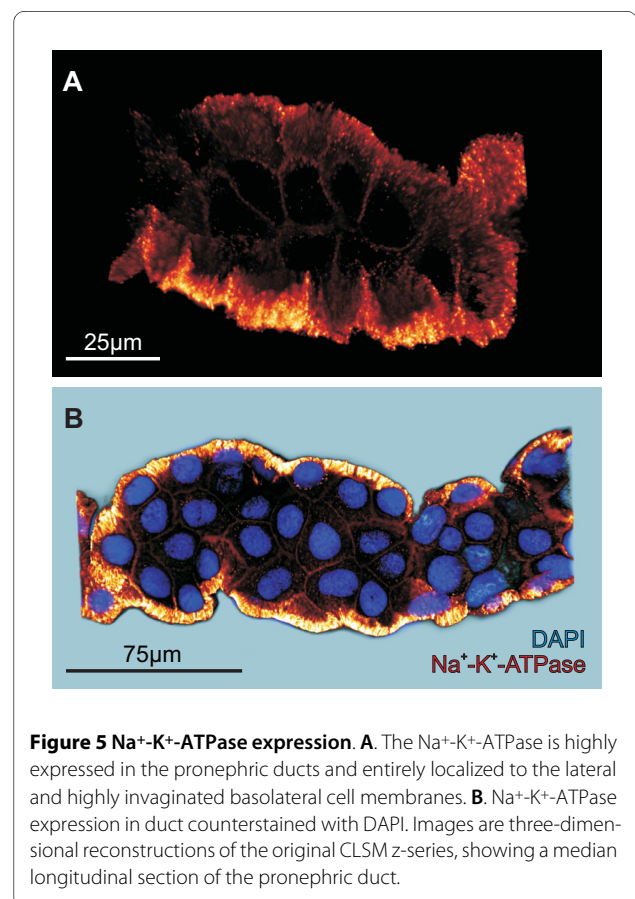 A
25µm
B
DAPI
Na⁺-K⁺-ATPase
75µm
Figure 5 Na⁺-K⁺-ATPase expression. A. The Na⁺-K⁺-ATPase is highly
expressed in the pronephric ducts and entirely localized to the lateral
and highly invaginated basolateral cell membranes. B. Na⁺-K⁺-ATPase
expression in duct counterstained with DAPI. Images are three-dimen-
sional reconstructions of the original CLSM z-series, showing a median
longitudinal section of the pronephric duct.